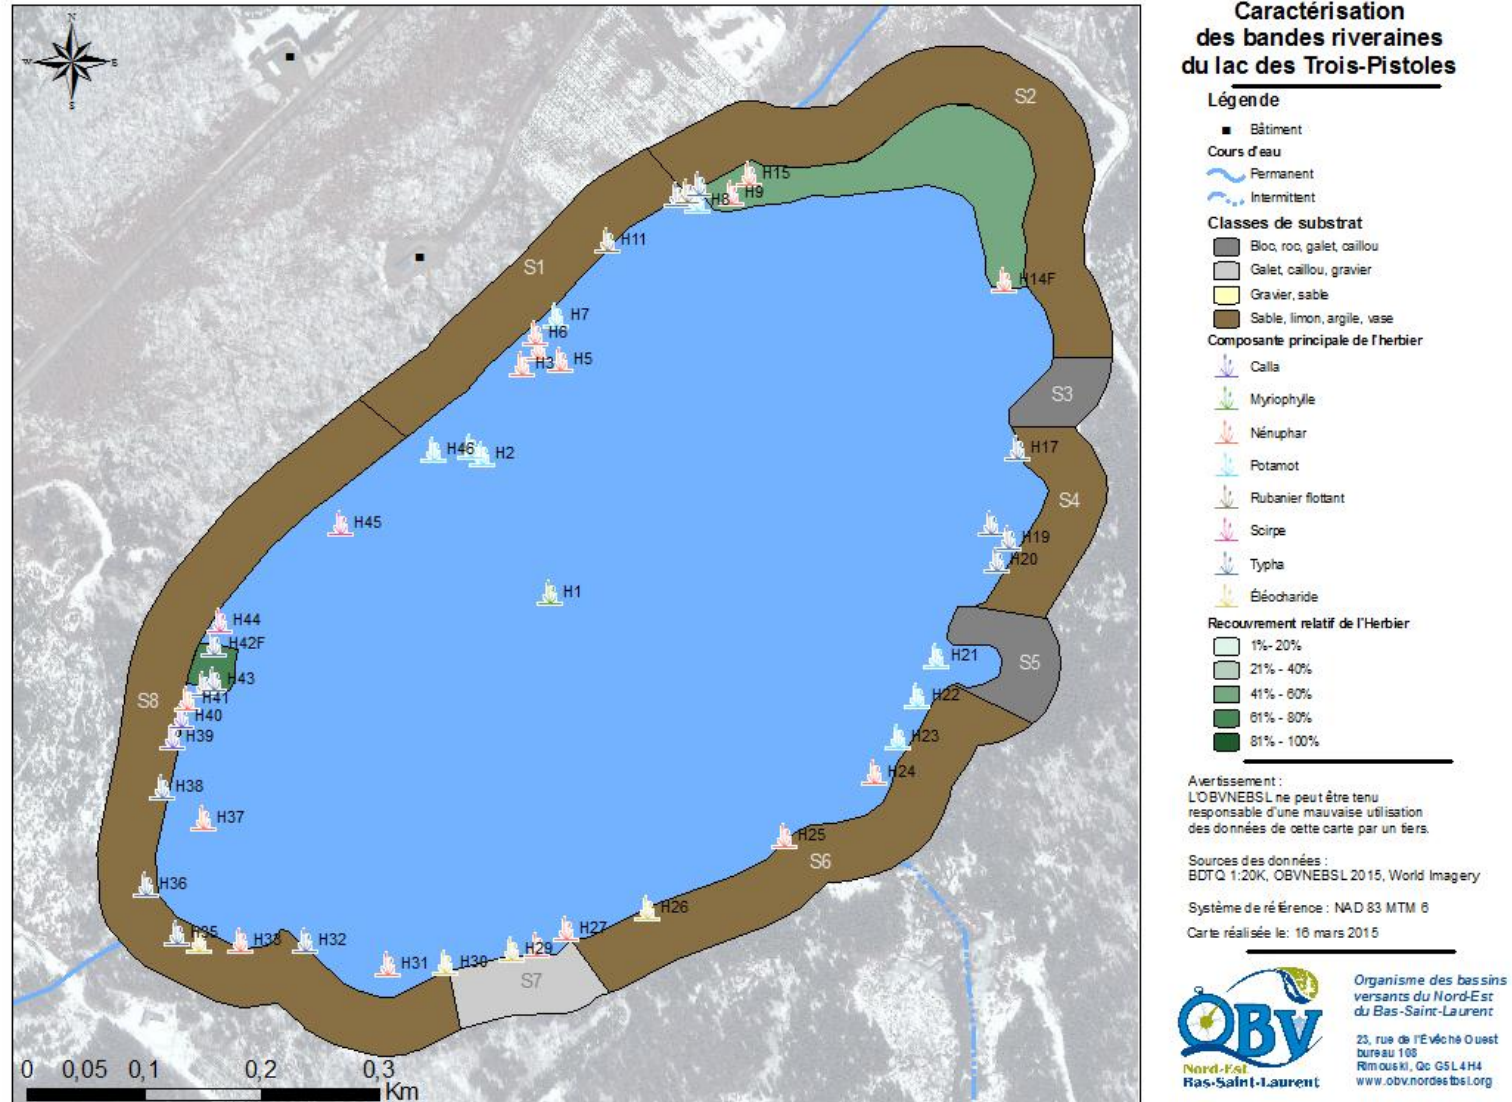 Caractérisation
des bandes riveraines
du lac des Trois-Pistoles
Légende
Bâtiment
Cours d'eau
Permanent
Intermittent
Classes de substrat
Bloc, roc, galet, caillou
Galet, caillou, gravier
Gravier, sable
Sable, limon, argile, vase
Composante principale de l'herbier
Calla
Myriophylle
Nénuphar
Potamot
Rubanier flottant
Scirpe
Typha
Éléocharide
Recouvrement relatif de l'Herbier
1%- 20%
21% - 40%
41% - 60%
61% - 80%
81% - 100%
Avertissement :
L'OBVNEBSL ne peut être tenu
responsable d'une mauvaise utilisation
des données de cette carte par un tiers.
Sources des données :
BDTQ 1:20K, OBVNEBSL 2015, World Imagery
Système de référence : NAD 83 MTM 6
Carte réalisée le: 16 mars 2015
OBV
Nord-Est
Bas-Saint-Laurent
Organisme des bassins
versants du Nord-Est
du Bas-Saint-Laurent
23, rue de l'Évêché Ouest
bureau 108
Rimouski, Qc G5L 4H4
www.obv.nordestbsl.org
N
W
E
S
S2
H15
H9
H8
H11
S1
H14F
H7
H6
H3
H5
S3
H46
H2
H17
S4
H45
H19
H20
H1
H44
H42F
H21
S5
H43
H41
S8
H22
H40
H39
H23
H24
H38
H37
H25
S6
H36
H26
H35
H33
H32
H27
H29
H31
H30
S7
0 0,05 0,1 0,2 0,3
Km